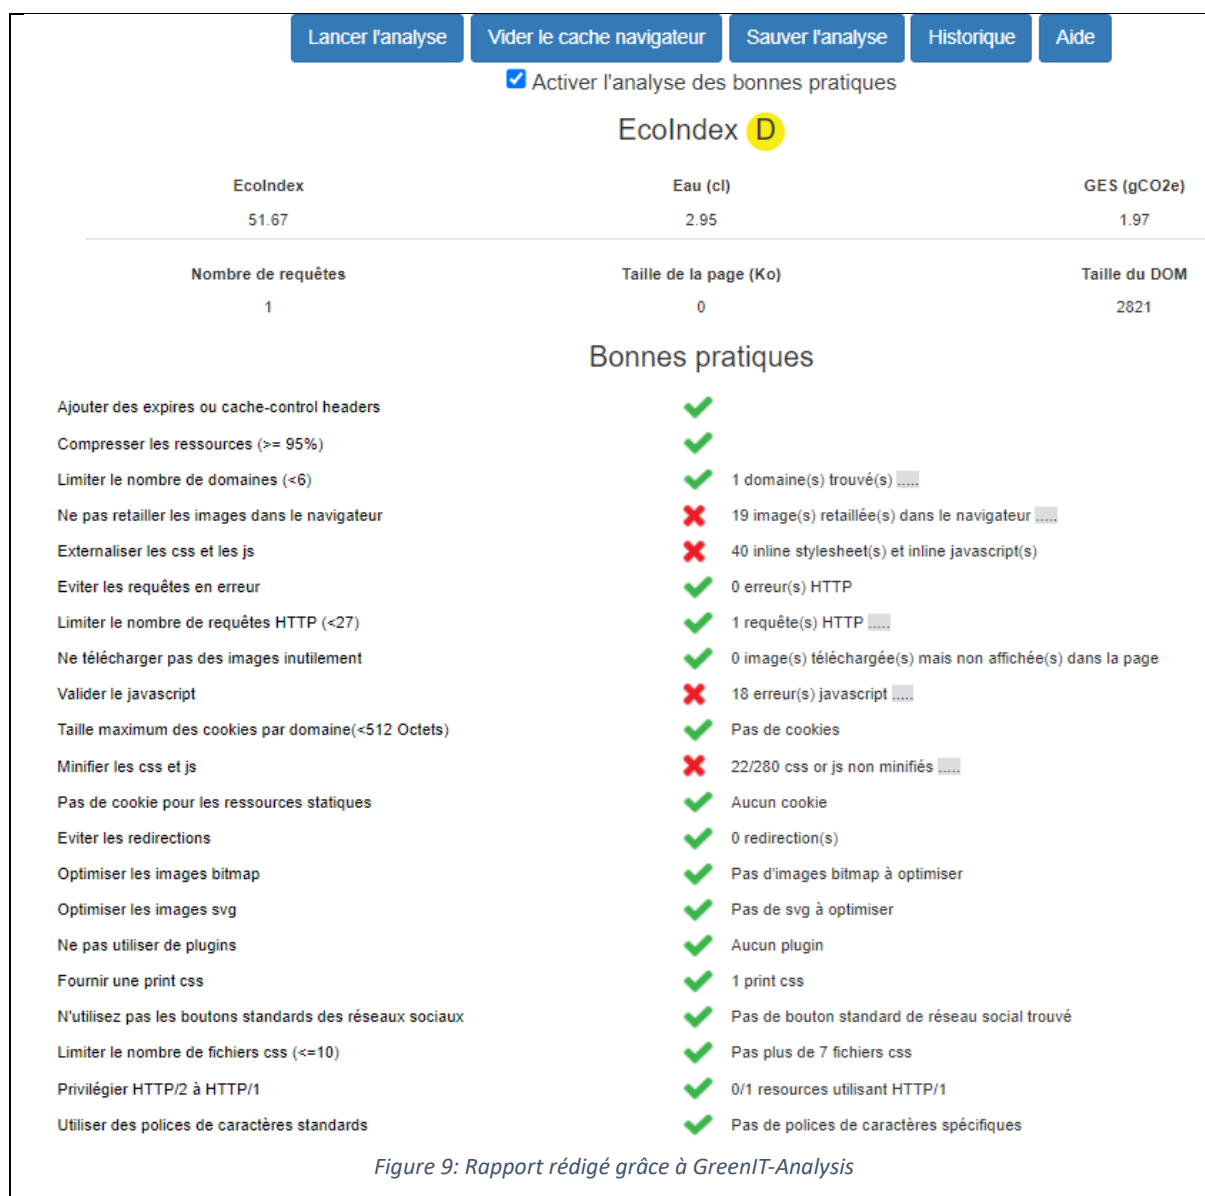 Lancer l'analyse Vider le cache navigateur Sauver l'analyse Historique Aide
Activer l'analyse des bonnes pratiques
EcoIndex D
EcoIndex Eau (cl) GES (gCO2e)
51.67 2.95 1.97
Nombre de requêtes Taille de la page (Ko) Taille du DOM
1 0 2821
Bonnes pratiques
Ajouter des expires ou cache-control headers
Compresser les ressources (>= 95%)
Limiter le nombre de domaines (<6) 1 domaine(s) trouvé(s) .....
Ne pas retailler les images dans le navigateur 19 image(s) retaillée(s) dans le navigateur .....
Externaliser les css et les js 40 inline stylesheet(s) et inline javascript(s)
Eviter les requêtes en erreur 0 erreur(s) HTTP
Limiter le nombre de requêtes HTTP (<27) 1 requête(s) HTTP .....
Ne télécharger pas des images inutilement 0 image(s) téléchargée(s) mais non affichée(s) dans la page
Valider le javascript 18 erreur(s) javascript .....
Taille maximum des cookies par domaine(<512 Octets) Pas de cookies
Minifier les css et js 22/280 css or js non minifiés .....
Pas de cookie pour les ressources statiques Aucun cookie
Eviter les redirections 0 redirection(s)
Optimiser les images bitmap Pas d'images bitmap à optimiser
Optimiser les images svg Pas de svg à optimiser
Ne pas utiliser de plugins Aucun plugin
Fournir une print css 1 print css
N'utilisez pas les boutons standards des réseaux sociaux Pas de bouton standard de réseau social trouvé
Limiter le nombre de fichiers css (<=10) Pas plus de 7 fichiers css
Privilégier HTTP/2 à HTTP/1 0/1 resources utilisant HTTP/1
Utiliser des polices de caractères standards Pas de polices de caractères spécifiques
Figure 9: Rapport rédigé grâce à GreenIT-Analysis